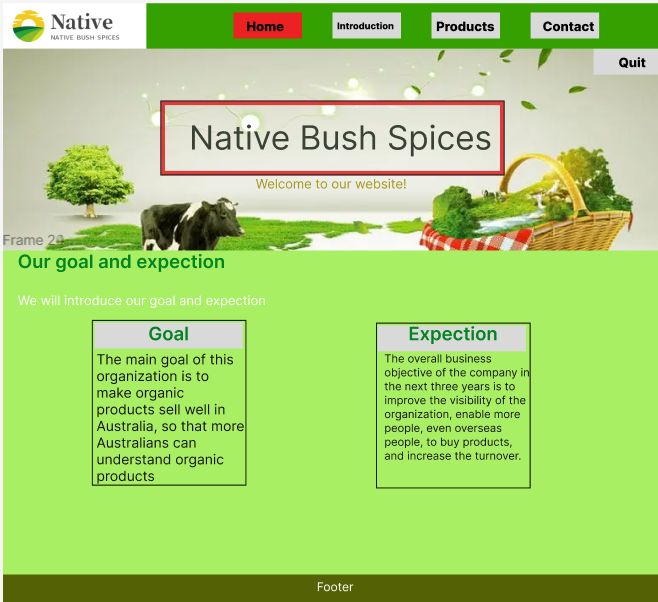 Native
NATIVE BUSH SPICES
Home
Introduction
Products
Contact
Quit
Native Bush Spices
Welcome to our website!
Our goal and expection
We will introduce our goal and expection
Goal
The main goal of this
organization is to
make organic
products sell well in
Australia, so that more
Australians can
understand organic
products
Expection
The overall business
objective of the company in
the next three years is to
improve the visibility of the
organization, enable more
people, even overseas
people, to buy products,
and increase the turnover.
Footer